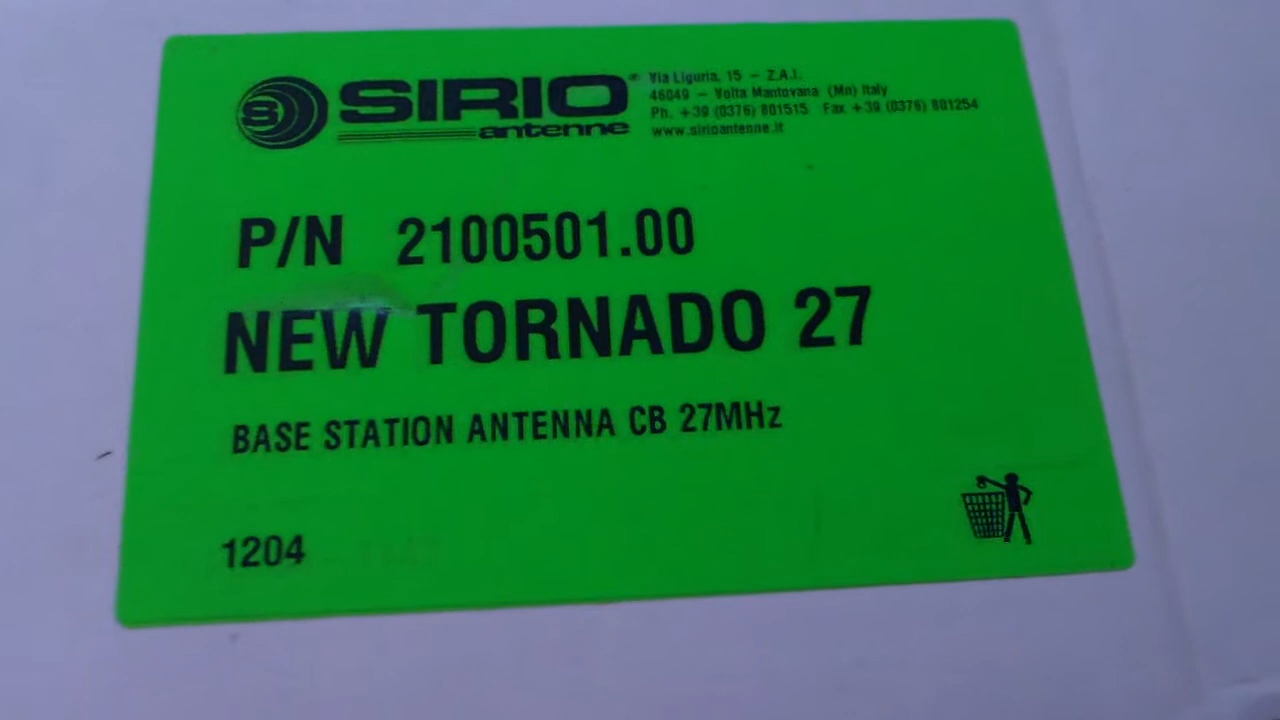 SIRIO®
antenne
Via Liguria, 15 - Z.A.I.
46049 - Volta Mantovana (Mn) Italy
Ph. +39 (0376) 801515 Fax +39 (0376) 801254
www.sirioantenne.it
P/N 2100501.00
NEW TORNADO 27
BASE STATION ANTENNA CB 27MHz
1204